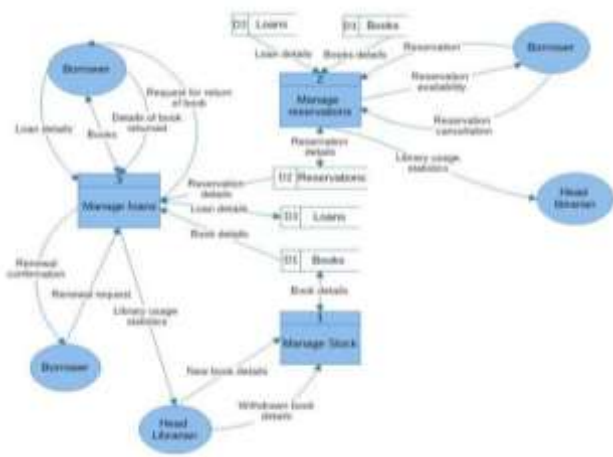 D3 Loans
D1 Books
Borrower
Loan details
Books details
Reservation
Borrower
Request for return
of book
2
Reservation
availability
Loan details
Books
Details of book
returned
Manage
reservations
Reservation
cancellation
Reservation
details
Library usage
statistics
Manage loans
Reservation
details
D2 Reservations
Head
librarian
Loan details
D3 Loans
Book details
D1 Books
Renewal
confirmation
Renewal request
Library usage
statistics
Book details
1
Manage Stock
Borrower
New book details
Withdrawn book
details
Head
Librarian